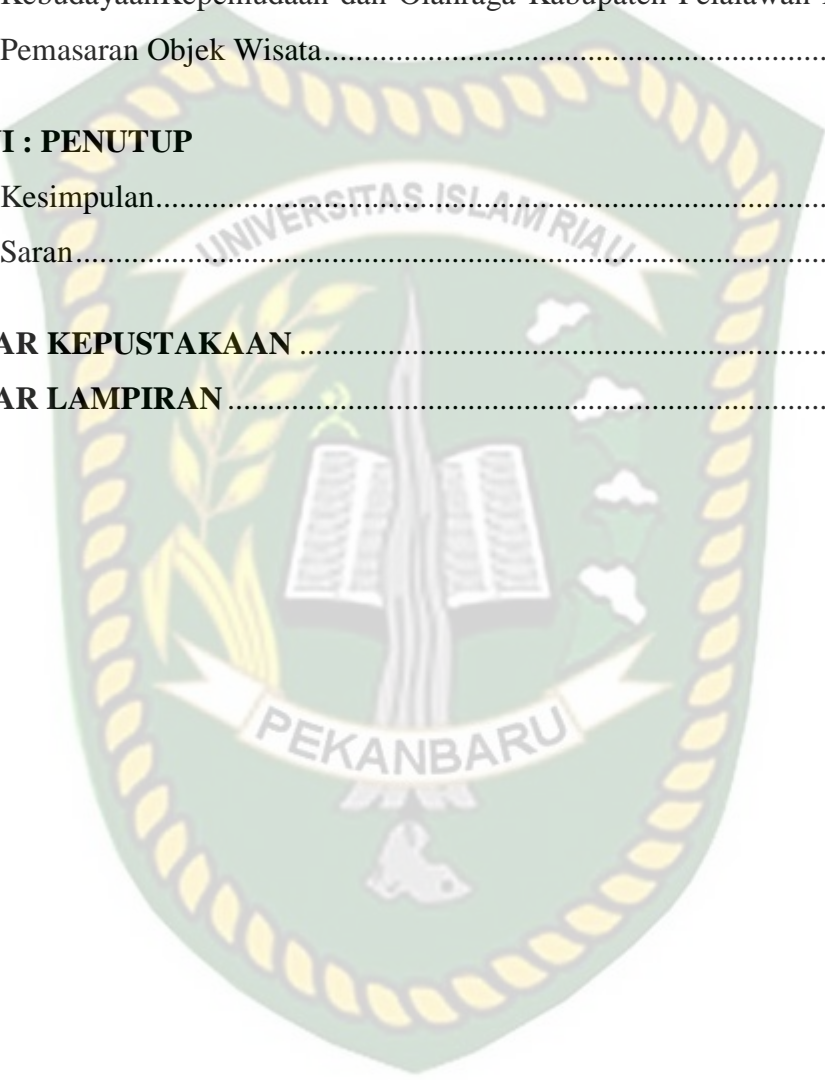 KebudayaanKepemudaan dan Olahraga Kabupaten Pelalawan
Pemasaran Objek Wisata....................................................................
I : PENUTUP
Kesimpulan....................................................................
Saran....................................................................
AR KEPUSTAKAAN ....................................................................
AR LAMPIRAN ....................................................................
UNIVERSITAS ISLAM RIAU
PEKANBARU